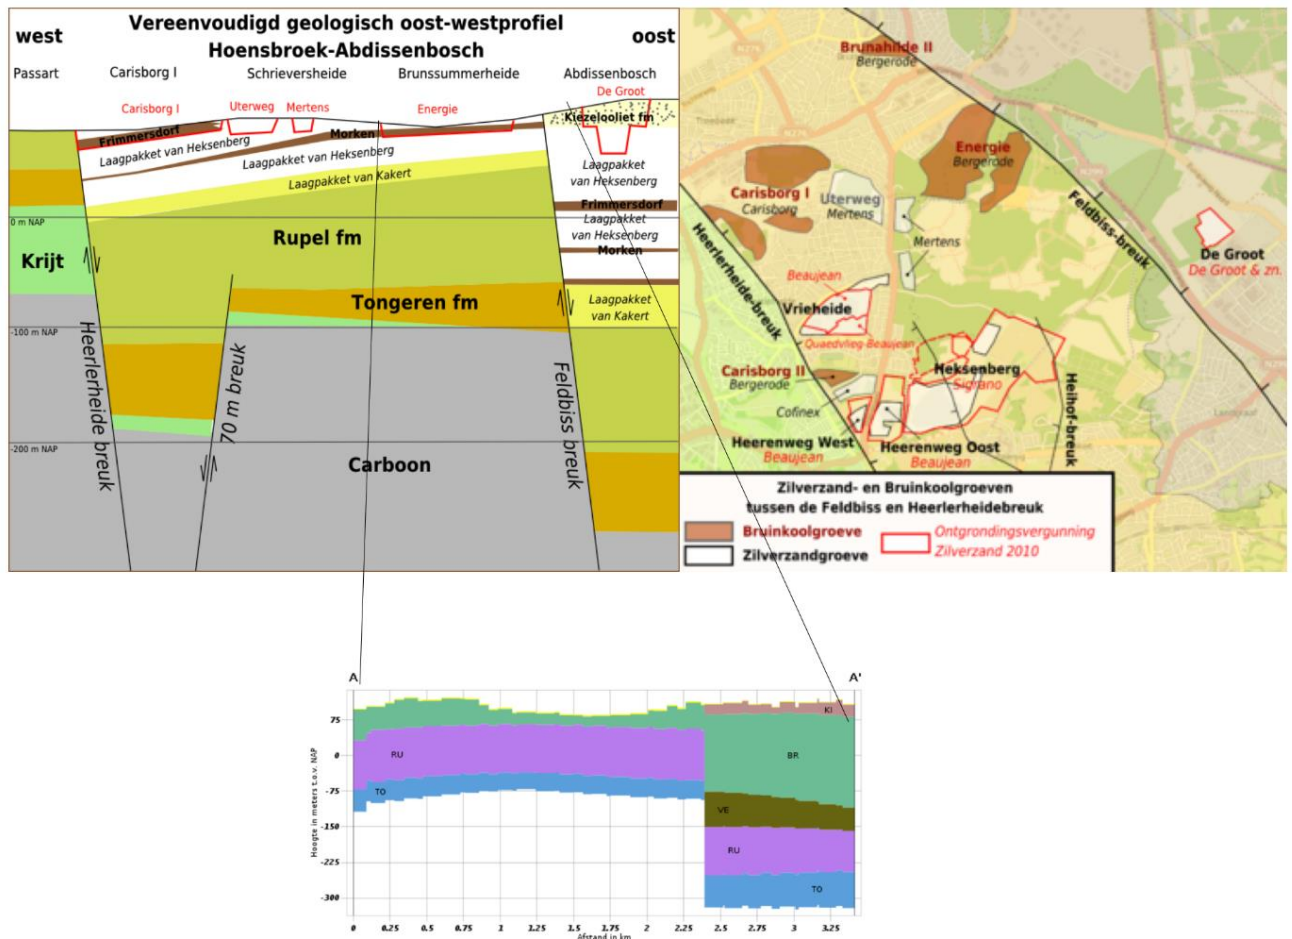 Vereenvoudigd geologisch oost-westprofiel
west
Hoensbroek-Abdissenbosch
oost
Passart
Carisborg I
Schrieversheide
Brunssummerheide
Abdissenbosch
Carisborg I
Uterweg
Mertens
Energie
De Groot
Kiezelooliet fm
Frimmersdorf
Morken
Laagpakket van Heksenberg
Laagpakket van Heksenberg
Laagpakket van Kakert
Laagpakket
van Heksenberg
Frimmersdorf
Laagpakket
van Heksenberg
Morken
0 m NAP
Krijt
Rupel fm
Tongeren fm
Laagpakket
van Kakert
-100 m NAP
Heerlerheide breuk
70 m breuk
Feldbiss breuk
-200 m NAP
Carboon
Brunahilde II
Bergerode
Energie
Bergerode
Carisborg I
Carisborg
Uterweg
Mertens
Mertens
Feldbiss-breuk
De Groot
De Groot & zn.
Heerlerheide-breuk
Beaujean
Vrieheide
Quaedvlieg-Beaujean
Carisborg II
Bergerode
Heksenberg
Sigrano
Cofinex
Heihof-breuk
Heerenweg West
Beaujean
Heerenweg Oost
Beaujean
Landgraaf
N276
N276
N299
Zilverzand- en Bruinkoolgroeven
tussen de Feldbiss en Heerlerheidebreuk
Bruinkoolgroeve
Zilverzandgroeve
Ontgrondingsvergunning
Zilverzand 2010
A
A'
Hoogte in meters t.o.v. NAP
75
0
-75
-150
-225
-300
RU
TO
KI
BR
VE
RU
TO
0 0.25 0.5 0.75 1 1.25 1.5 1.75 2 2.25 2.5 2.75 3 3.25
Afstand in km